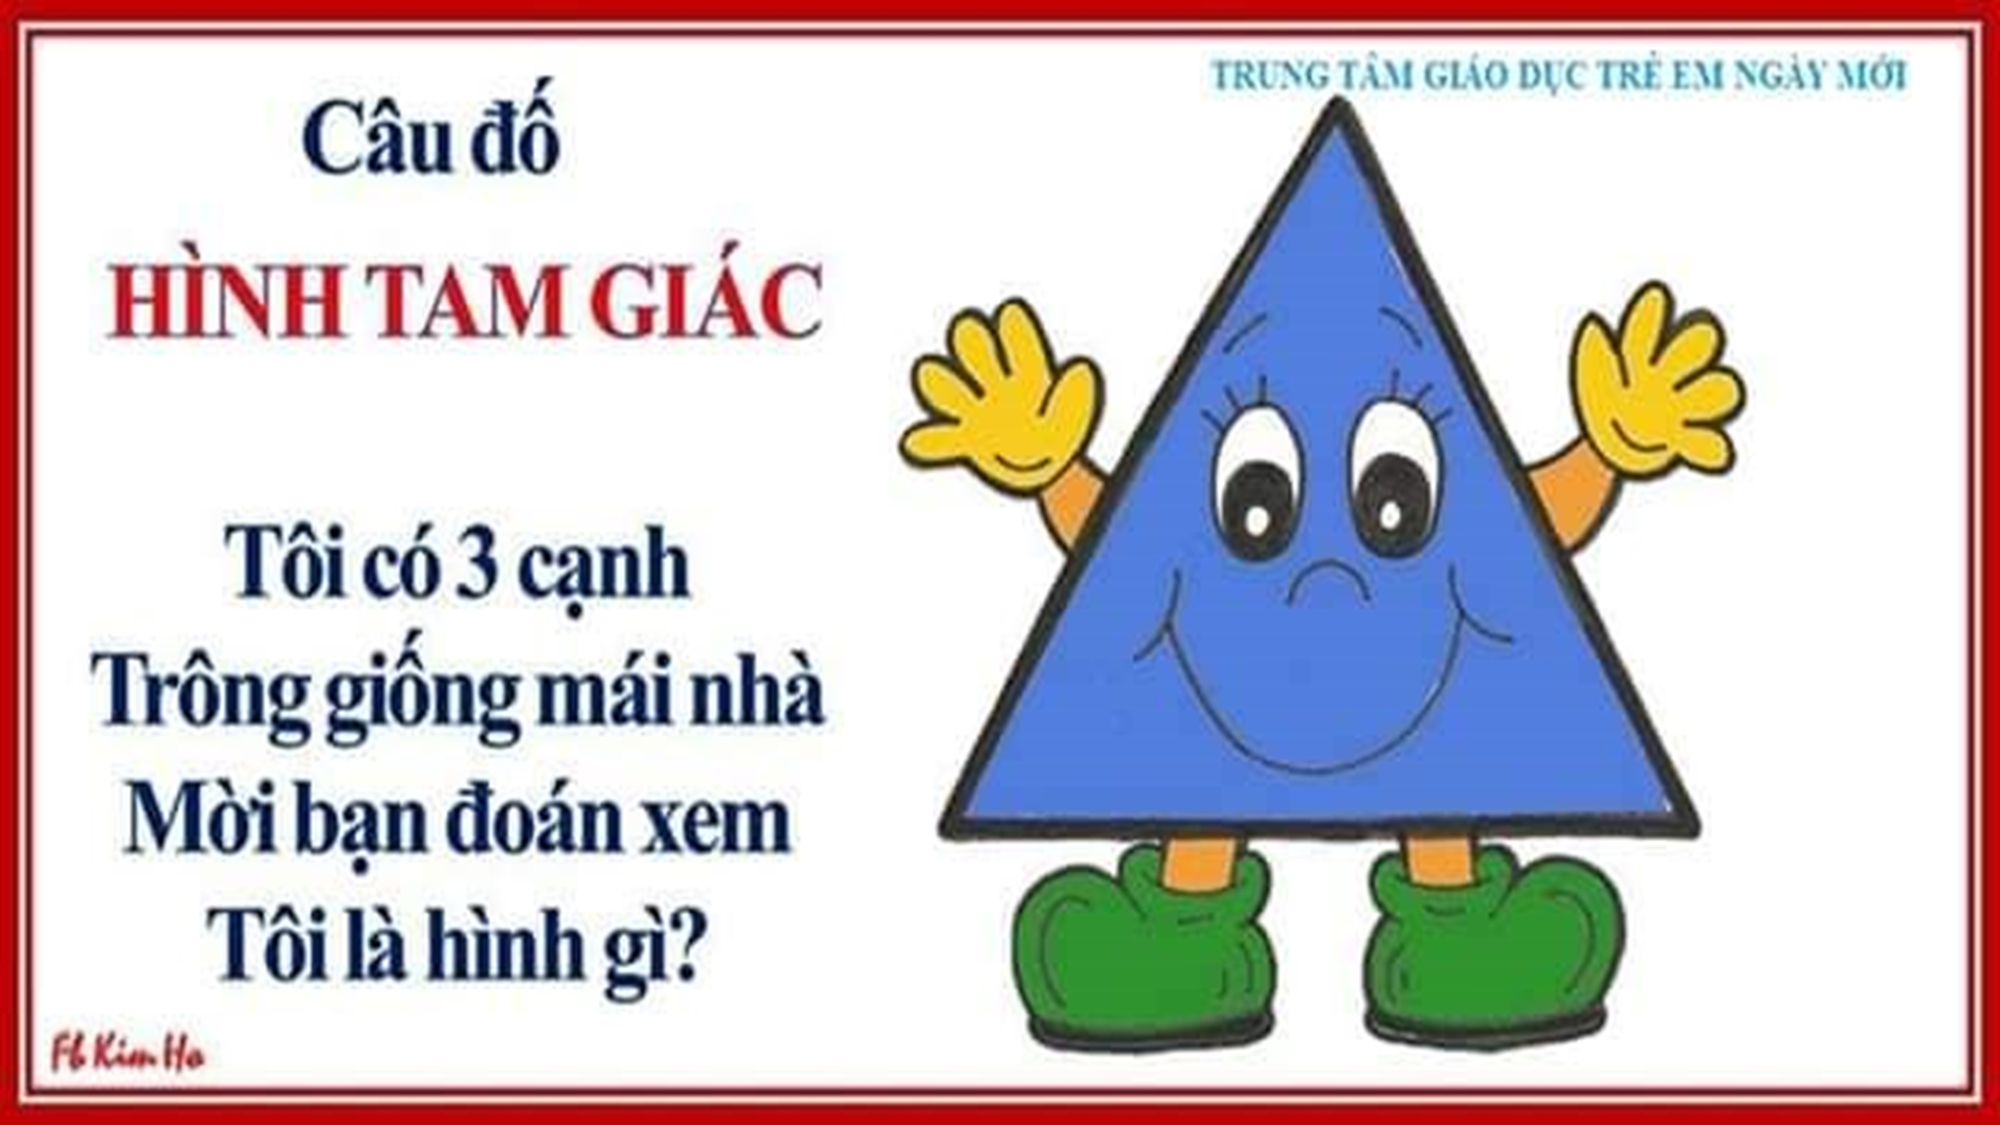 TRUNG TÂM GIÁO DỤC TRẺ EM NGÀY MỚI
Câu đố
HÌNH TAM GIÁC
Tôi có 3 cạnh
Trông giống mái nhà
Mời bạn đoán xem
Tôi là hình gì?
Fb Kim Ho